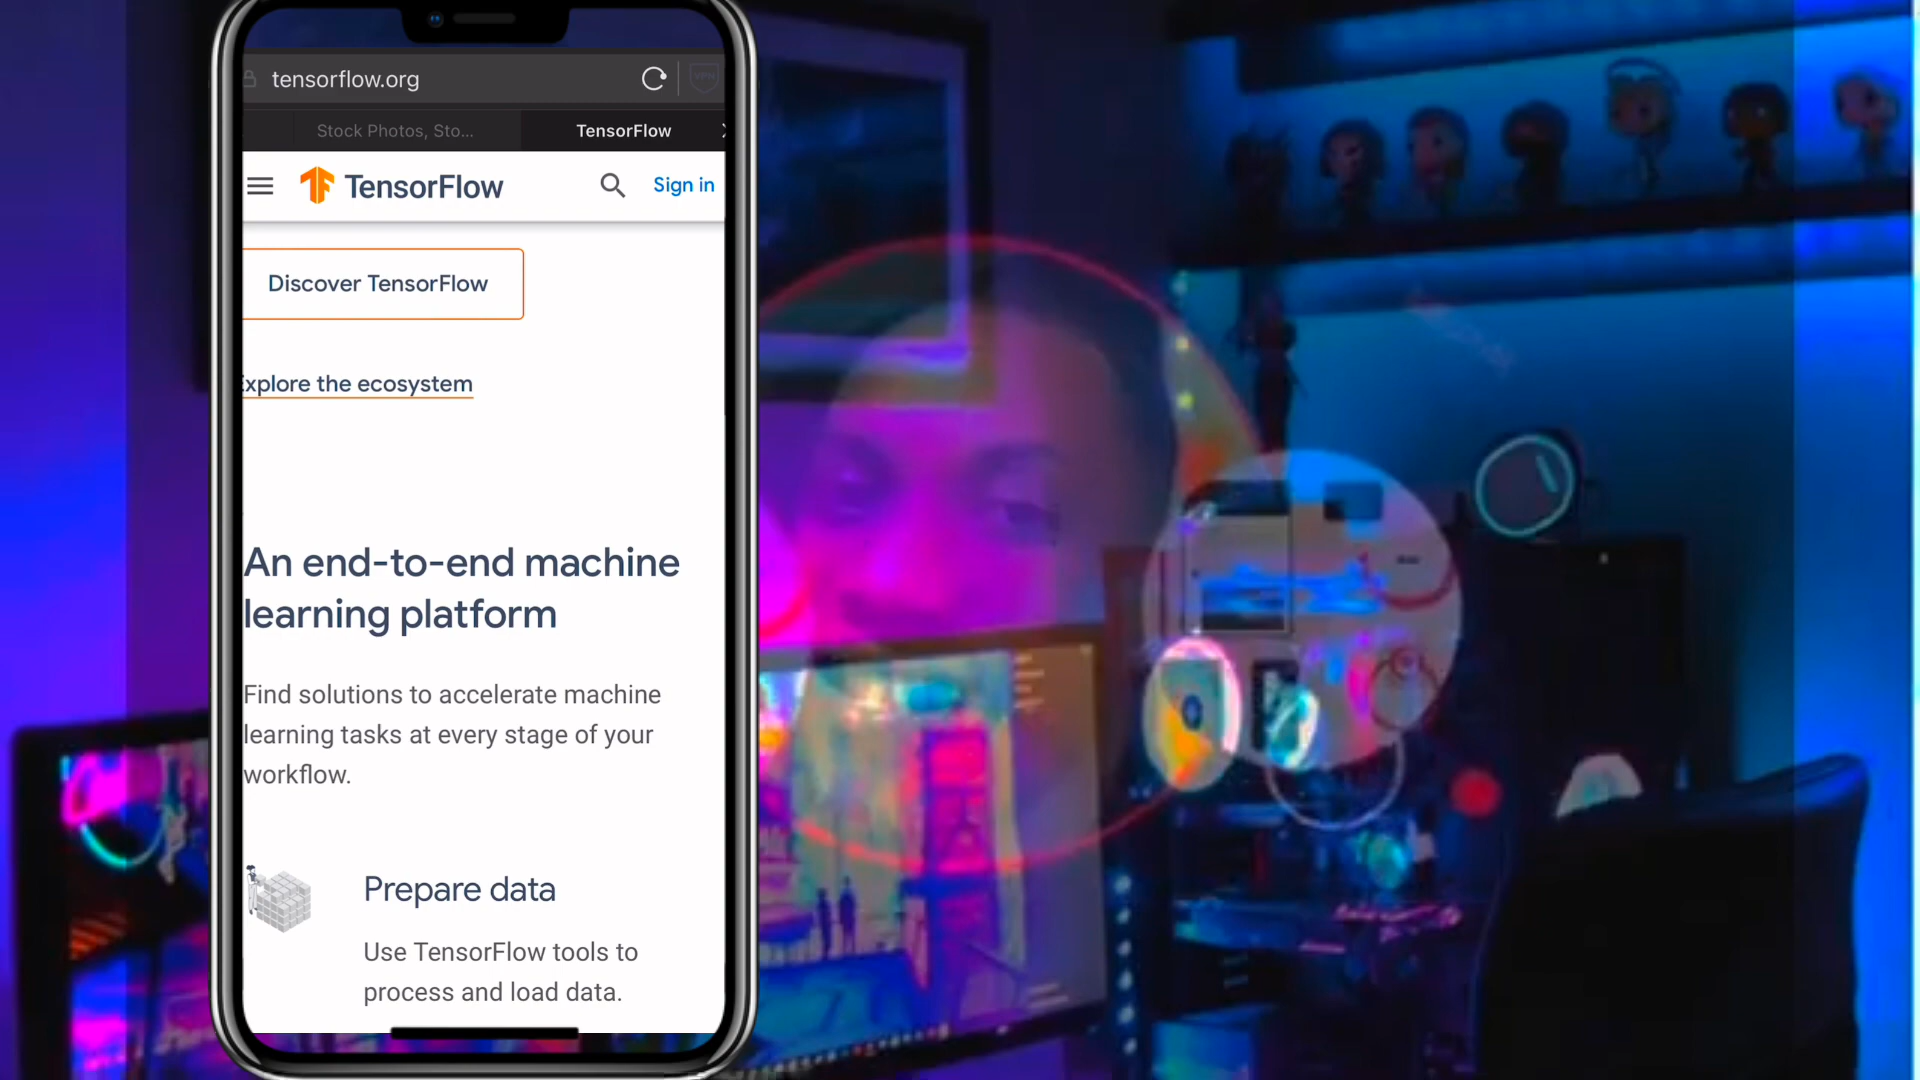 tensorflow.org
VPN
Stock Photos, Sto...
TensorFlow
TensorFlow
Sign in
Discover TensorFlow
xplore the ecosystem
An end-to-end machine
learning platform
Find solutions to accelerate machine
learning tasks at every stage of your
workflow.
Prepare data
Use TensorFlow tools to
process and load data.